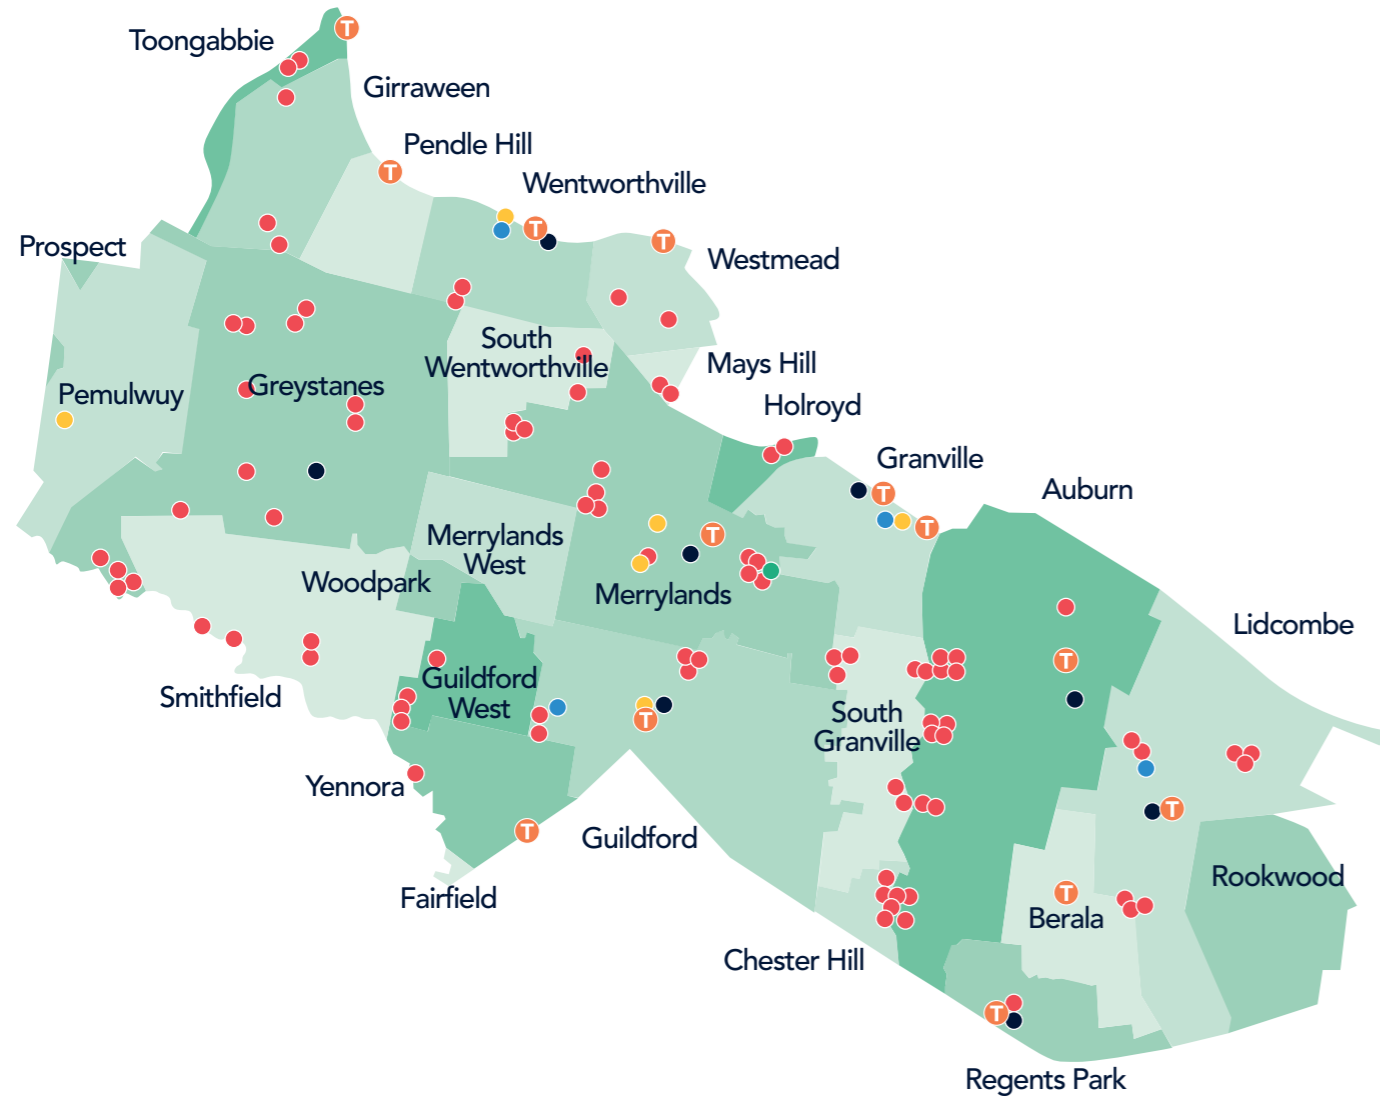 T
Toongabbie
Girraween
Pendle Hill
T
Wentworthville
T
T
Westmead
Prospect
South
Wentworthville
Mays Hill
Pemulwuy
Greystanes
Holroyd
Granville
T
T
Auburn
Merrylands
West
T
Woodpark
Merrylands
Lidcombe
T
Guildford
West
Smithfield
T
South
Granville
Yennora
T
T
Guildford
Fairfield
Rookwood
T
Berala
Chester Hill
T
Regents Park